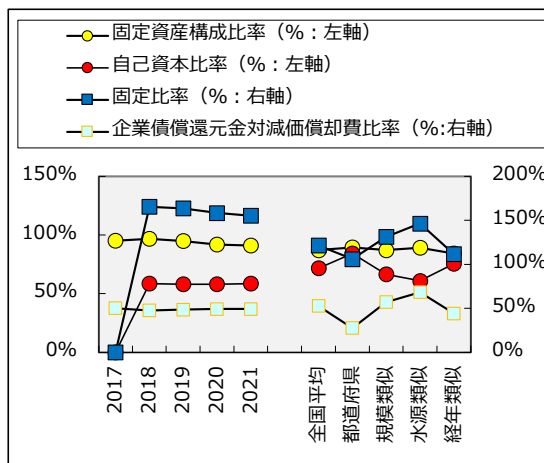 固定資産構成比率（%：左軸）
自己資本比率（%：左軸）
固定比率（%：右軸）
企業債償還元金対減価償却費比率（%:右軸）
150% 200%
100% 150%
50% 100%
0% 50%
0%
2017
2018
2019
2020
2021
全国平均
都道府県
規模類似
水源類似
経年類似